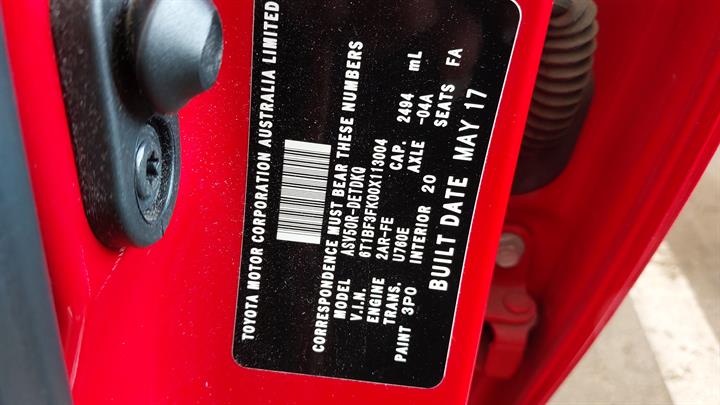 TOYOTA MOTOR CORPORATION AUSTRALIA LIMITED
CORRESPONDENCE MUST BEAR THESE NUMBERS
MODEL ASV50R-DETDKQ
V.I.N. 6T1BF3FK00X113004
ENGINE 2AR-FE CAP. 2494 mL
TRANS. U760E AXLE -04A
PAINT 3P0 INTERIOR 20 SEATS FA
BUILT DATE MAY 17